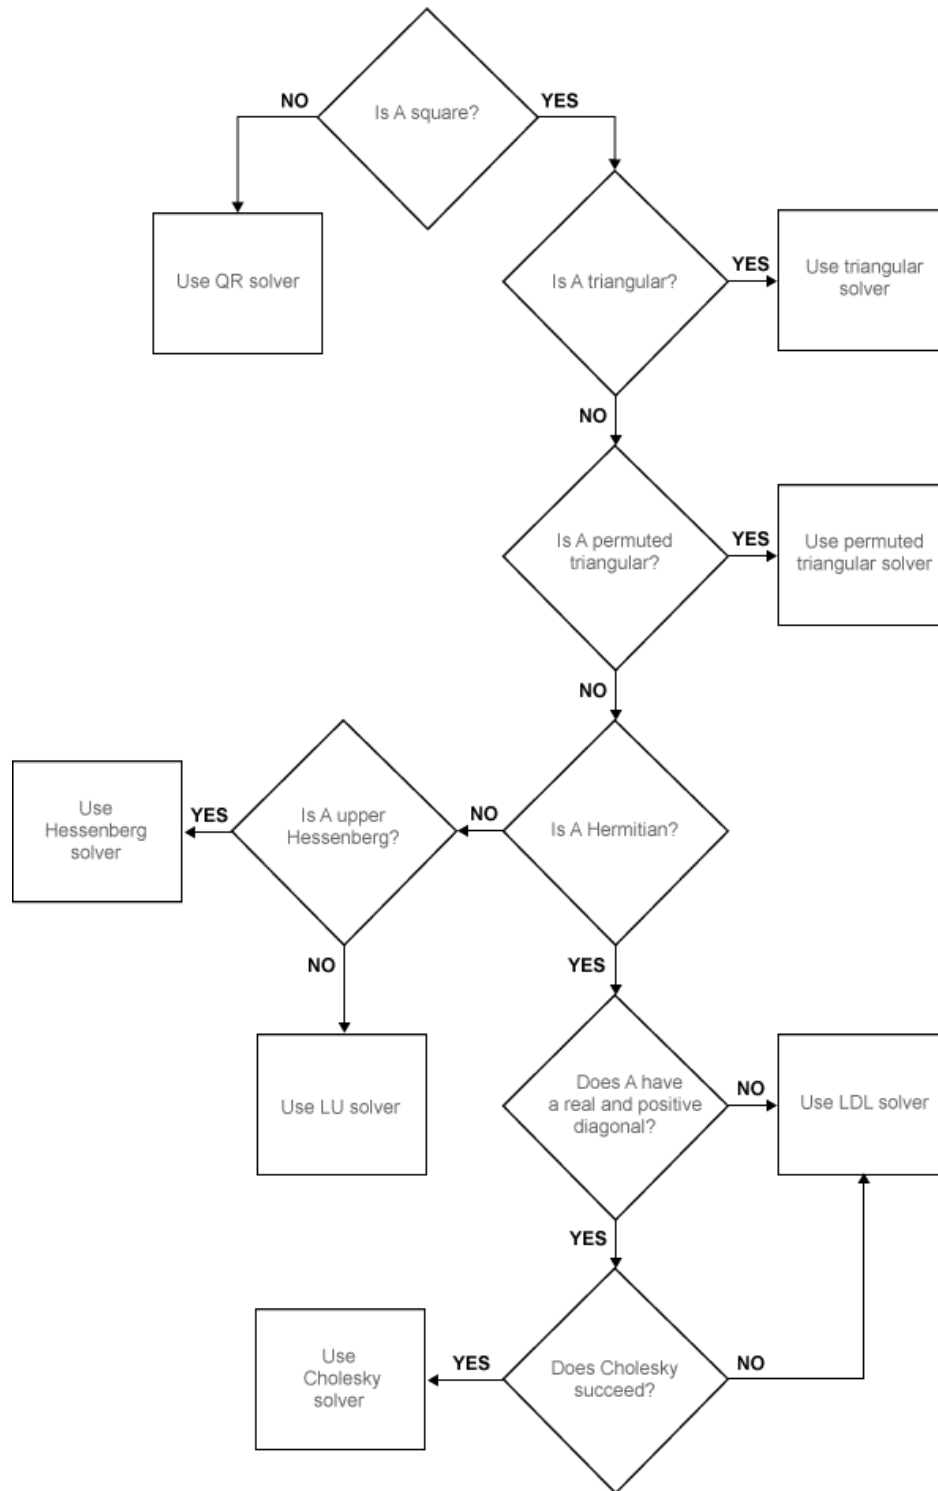 NO
YES
Is A square?
Use QR solver
Is A triangular?
YES
Use triangular
solver
NO
Is A permuted
triangular?
YES
Use permuted
triangular solver
NO
Use
Hessenberg
solver
YES
Is A upper
Hessenberg?
NO
Is A Hermitian?
NO
YES
Use LU solver
Does A have
a real and positive
diagonal?
NO
Use LDL solver
YES
Use
Cholesky
solver
YES
Does Cholesky
succeed?
NO